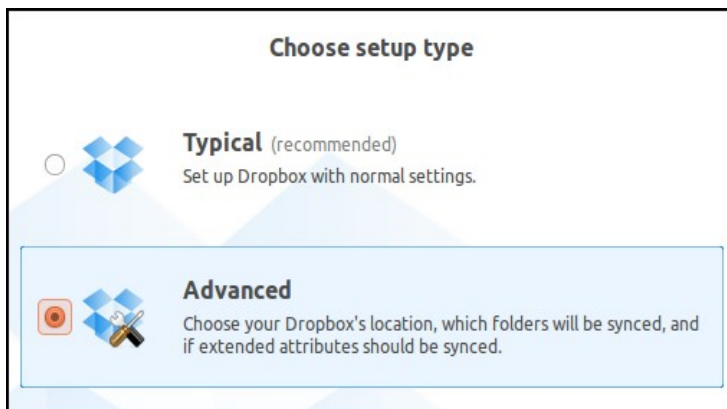 Choose setup type
Typical (recommended)
Set up Dropbox with normal settings.
Advanced
Choose your Dropbox's location, which folders will be synced, and
if extended attributes should be synced.